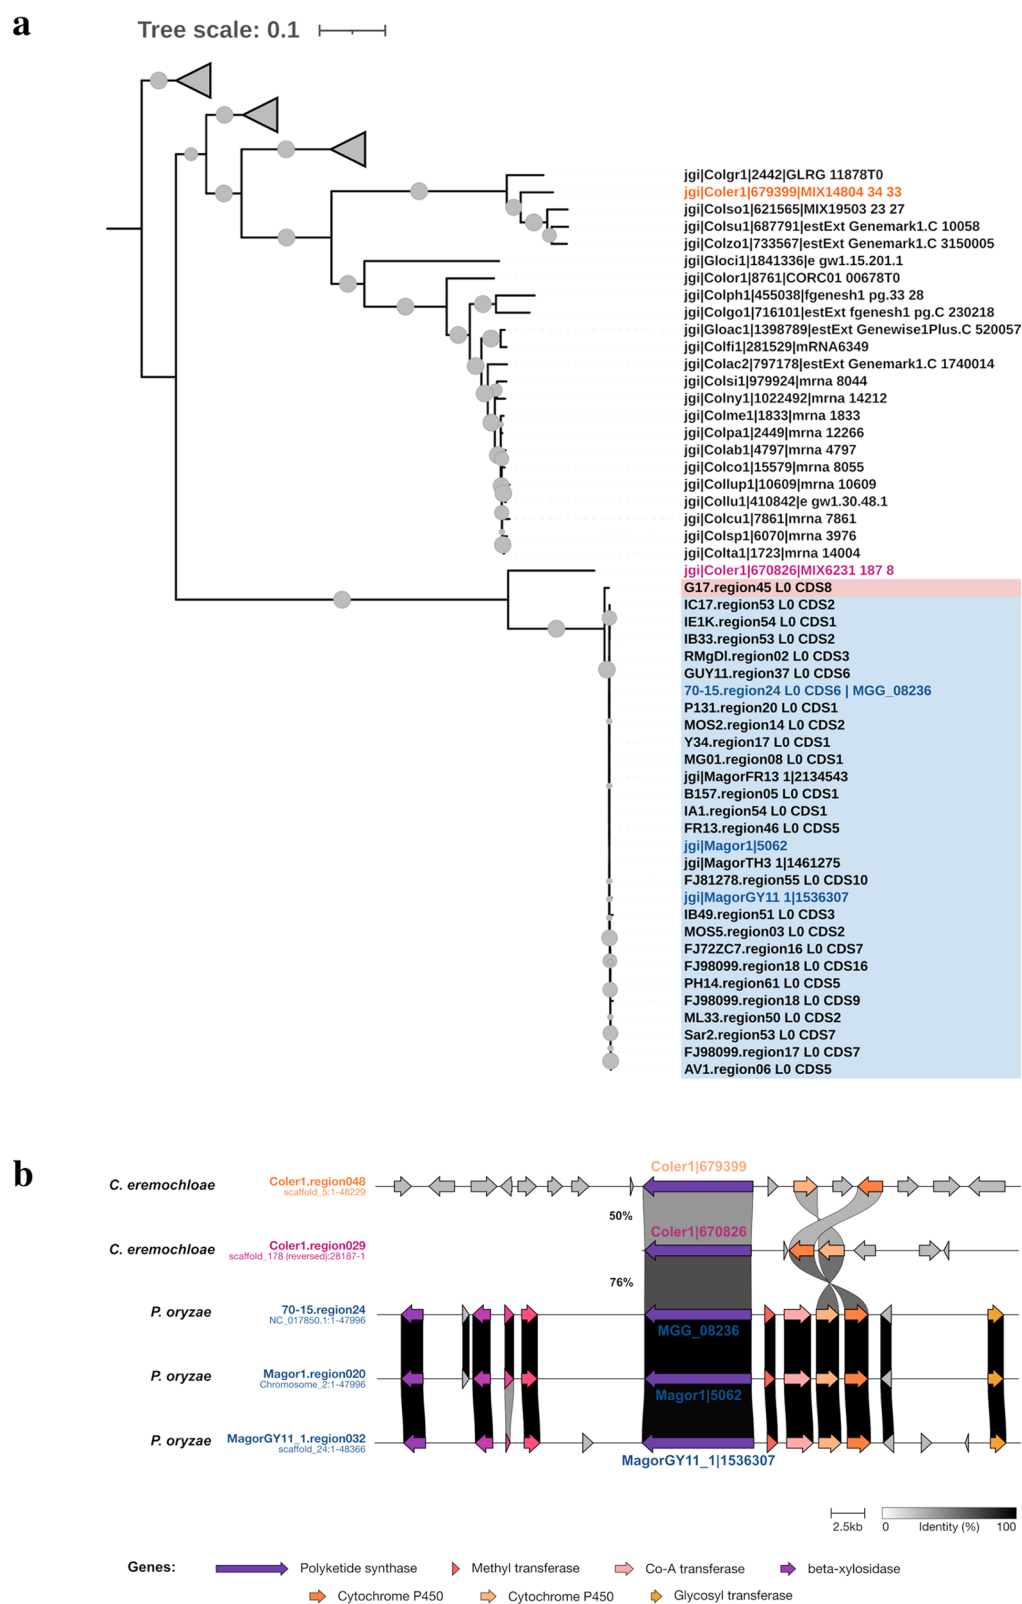 a
Tree scale: 0.1
jgi|Colgr1|2442|GLRG 11878T0
jgi|Coler1|679399|MIX14804 34 33
jgi|Colso1|621565|MIX19503 23 27
jgi|Colsu1|687791|estExt Genemark1.C 10058
jgi|Colzo1|733567|estExt Genemark1.C 3150005
jgi|Gloci1|1841336|e gw1.15.201.1
jgi|Color1|8761|CORC01 00678T0
jgi|Colph1|455038|fgenesh1 pg.33 28
jgi|Colgo1|716101|estExt fgenesh1 pg.C 230218
jgi|Gloac1|1398789|estExt Genewise1Plus.C 520057
jgi|Colfi1|281529|mRNA6349
jgi|Colac2|797178|estExt Genemark1.C 1740014
jgi|Colsi1|979924|mrna 8044
jgi|Colny1|1022492|mrna 14212
jgi|Colme1|1833|mrna 1833
jgi|Colpa1|2449|mrna 12266
jgi|Colab1|4797|mrna 4797
jgi|Colco1|15579|mrna 8055
jgi|Collup1|10609|mrna 10609
jgi|Collu1|410842|e gw1.30.48.1
jgi|Colcu1|7861|mrna 7861
jgi|Colsp1|6070|mrna 3976
jgi|Colta1|1723|mrna 14004
jgi|Coler1|670826|MIX6231 187 8
G17.region45 L0 CDS8
IC17.region53 L0 CDS2
IE1K.region54 L0 CDS1
IB33.region53 L0 CDS2
RMgDl.region02 L0 CDS3
GUY11.region37 L0 CDS6
70-15.region24 L0 CDS6 | MGG_08236
P131.region20 L0 CDS1
MOS2.region14 L0 CDS2
Y34.region17 L0 CDS1
MG01.region08 L0 CDS1
jgi|MagorFR13 1|2134543
B157.region05 L0 CDS1
IA1.region54 L0 CDS1
FR13.region46 L0 CDS5
jgi|Magor1|5062
jgi|MagorTH3 1|1461275
FJ81278.region55 L0 CDS10
jgi|MagorGY11 1|1536307
IB49.region51 L0 CDS3
MOS5.region03 L0 CDS2
FJ72ZC7.region16 L0 CDS7
FJ98099.region18 L0 CDS16
PH14.region61 L0 CDS5
FJ98099.region18 L0 CDS9
ML33.region50 L0 CDS2
Sar2.region53 L0 CDS7
FJ98099.region17 L0 CDS7
AV1.region06 L0 CDS5
b
Coler1|679399
C. eremochloae Coler1.region048
scaffold_5:1-48229
50%
Coler1|670826
C. eremochloae Coler1.region029
scaffold_178 (reversed):28187-1
76%
P. oryzae 70-15.region24
NC_017850.1:1-47996
MGG_08236
P. oryzae Magor1.region020
Chromosome_2:1-47996
Magor1|5062
P. oryzae MagorGY11_1.region032
scaffold_24:1-48366
MagorGY11_1|1536307
2.5kb 0 Identity (%) 100
Genes: Polyketide synthase Methyl transferase Co-A transferase beta-xylosidase
Cytochrome P450 Cytochrome P450 Glycosyl transferase